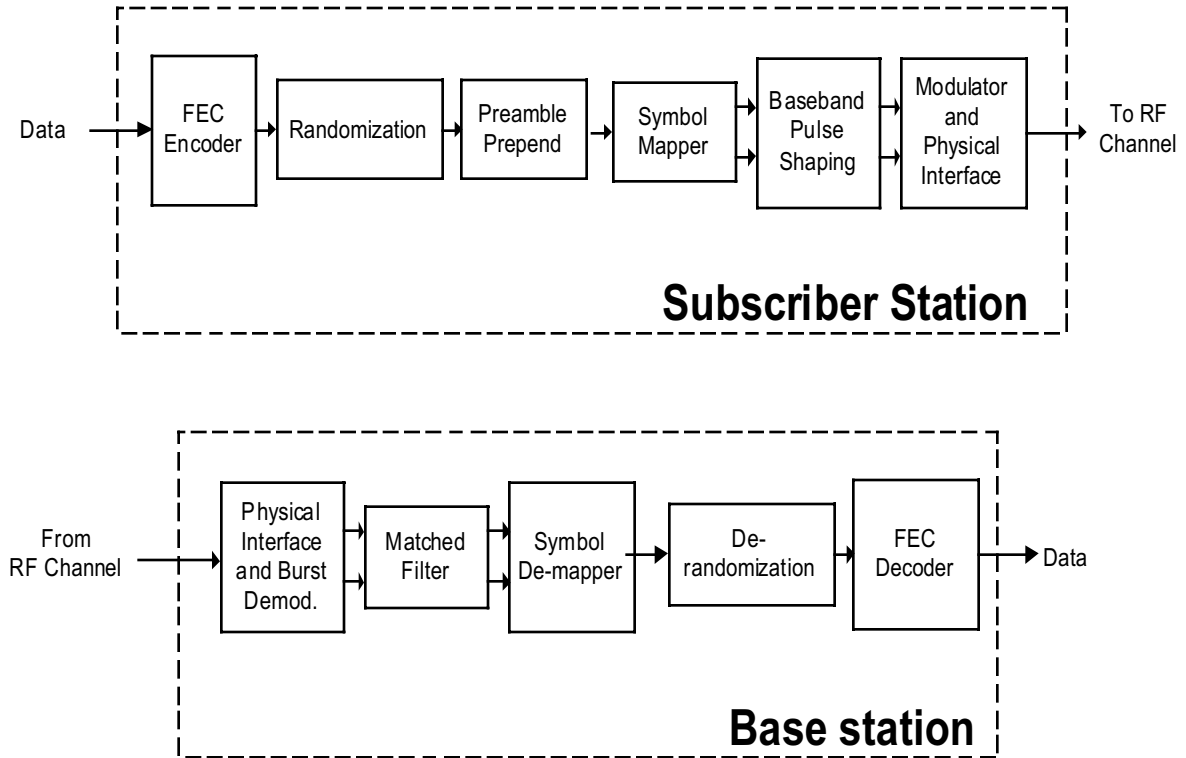 Data
FEC
Encoder
Randomization
Preamble
Prepend
Symbol
Mapper
Baseband
Pulse
Shaping
Modulator
and
Physical
Interface
To RF
Channel
Subscriber Station
From
RF Channel
Physical
Interface
and Burst
Demod.
Matched
Filter
Symbol
De-mapper
De-
randomization
FEC
Decoder
Data
Base station